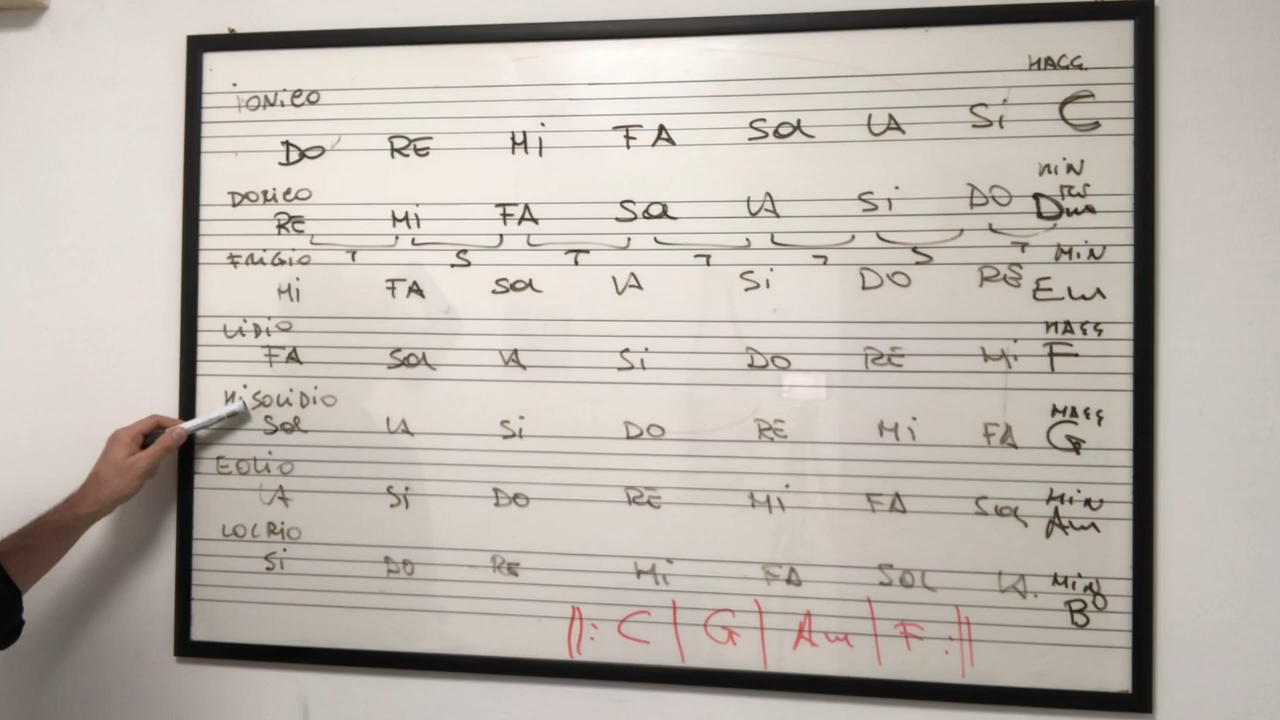 MAGG
iONiCO
DO RE Mi FA Sol LA Si C
MiN
DORiCO
RE Mi FA Sol LA Si DO Dm
FRiGiO T S T T T S T MiN
Mi FA Sol LA Si DO RE Em
LiDiO MAGG
FA Sol LA Si DO RE Mi F
MiSOLiDiO MAGG
Sol LA Si DO RE Mi FA G
EOLiO
LA Si DO RE Mi FA Sol MiN
Am
LOCRiO
Si DO RE Mi FA SOL LA. MiN
B°
||: C | G | Am | F :||